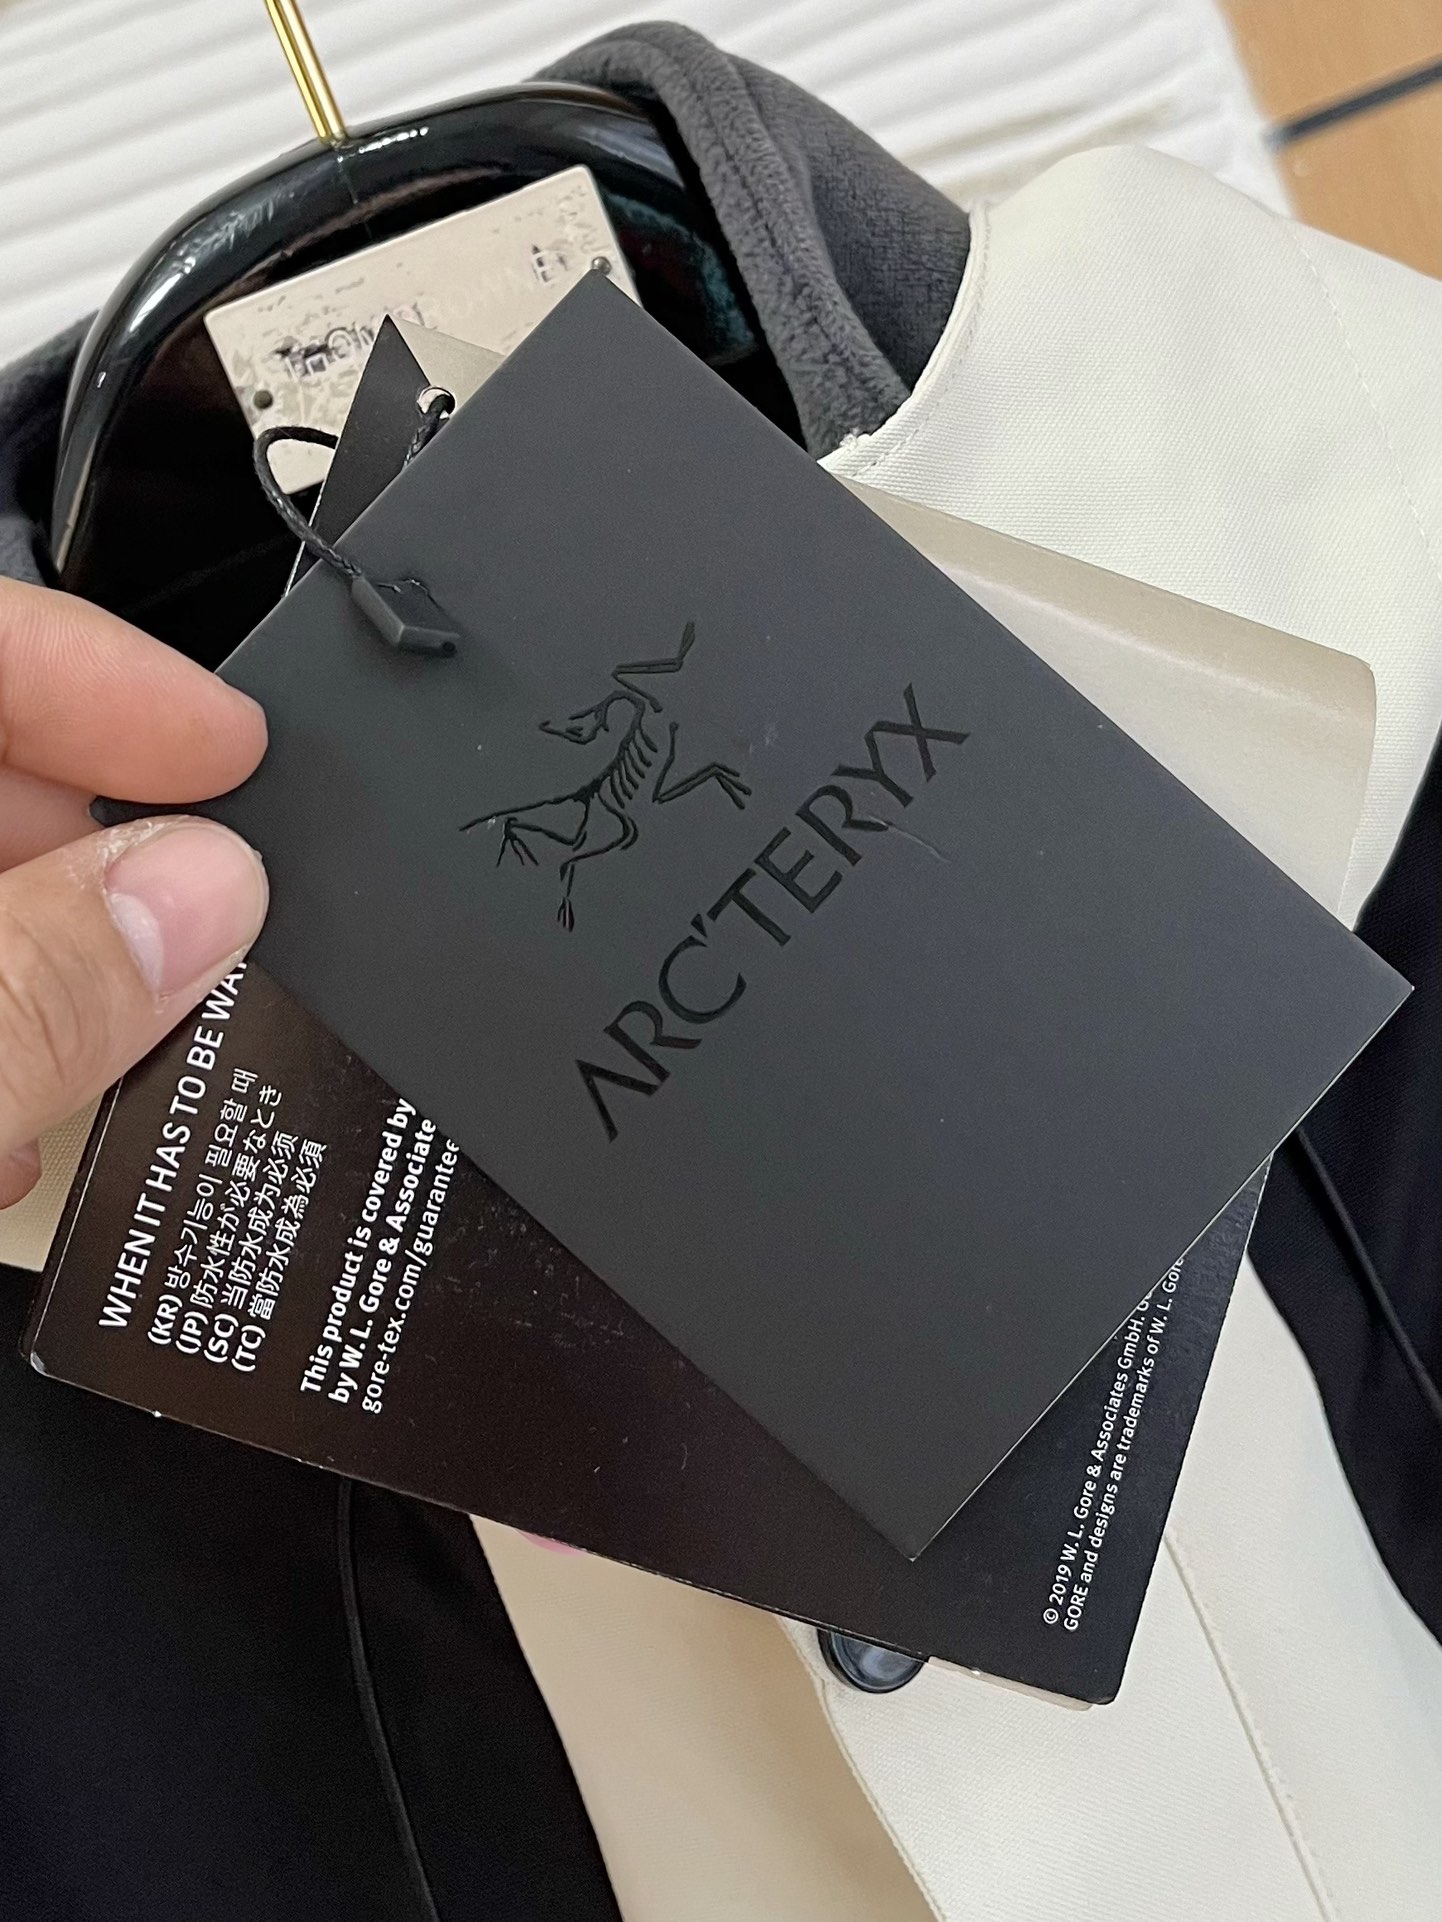 ARC'TERYX
WHEN IT HAS TO BE
(KR) 방수기능이 필요할 때
(JP) 防水性が必要なとき
(SC) 当防水成为必须
(TC) 當防水成為必須
This product is covered by
by W. L. Gore & Associate
gore-tex.com/guarantee
© 2019 W. L. Gore & Associates GmbH.
GORE and designs are trademarks of W. L. Gore